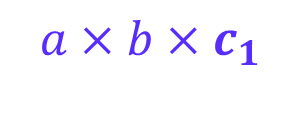 a × b × c₁